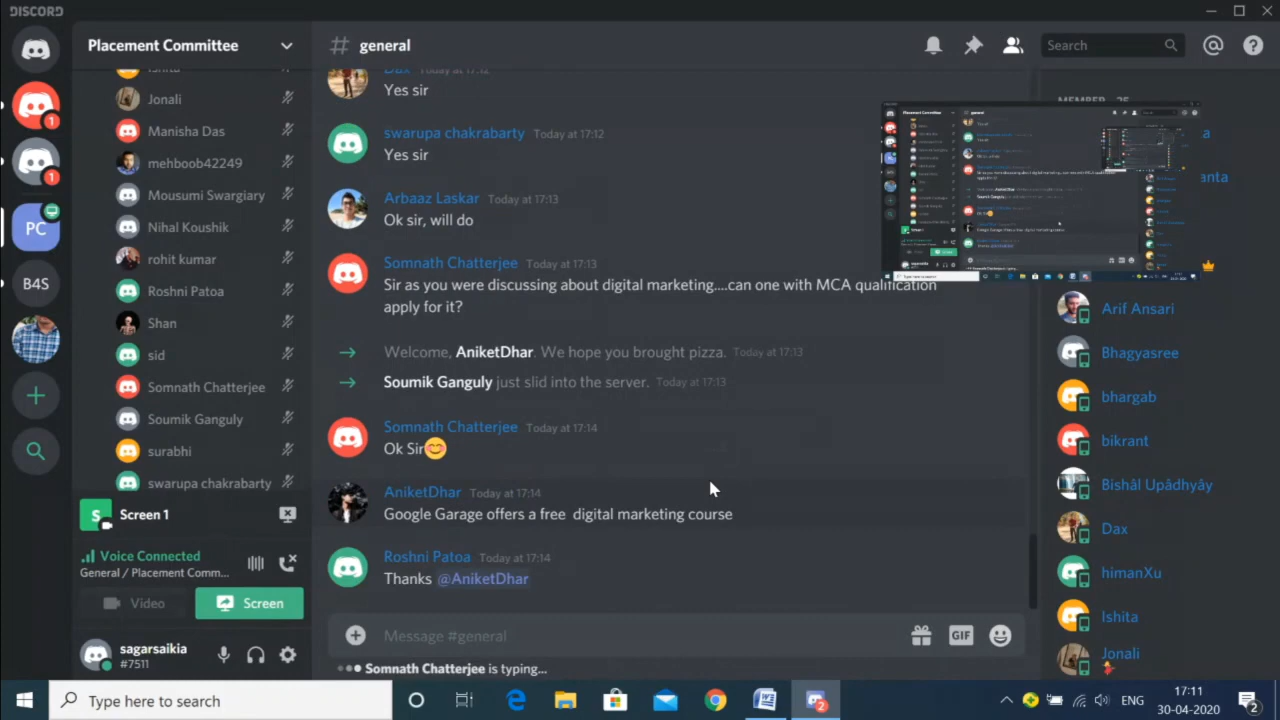 DISCORD
Placement Committee
# general
Search
Ishita
Jonali
Manisha Das
mehboob42249
Mousumi Swargiary
Nihal Koushik
rohit kumar
Roshni Patoa
Shan
sid
Somnath Chatterjee
Soumik Ganguly
surabhi
swarupa chakrabarty
1
1
PC
B4S
S
Screen 1
Voice Connected
General / Placement Comm...
Video
Screen
sagarsaikia
#7511
Dax Today at 17:12
Yes sir
swarupa chakrabarty Today at 17:12
Yes sir
Arbaaz Laskar Today at 17:13
Ok sir, will do
Somnath Chatterjee Today at 17:13
Sir as you were discussing about digital marketing....can one with MCA qualification
apply for it?
Welcome, AniketDhar. We hope you brought pizza. Today at 17:13
Soumik Ganguly just slid into the server. Today at 17:13
Somnath Chatterjee Today at 17:14
Ok Sir😊
AniketDhar Today at 17:14
Google Garage offers a free digital marketing course
Roshni Patoa Today at 17:14
Thanks @AniketDhar
Message #general
GIF
Somnath Chatterjee is typing...
Arif Ansari
Bhagyasree
bhargab
bikrant
Bishâl Upâdhyây
Dax
himanXu
Ishita
Jonali
Type here to search
2
ENG
17:11
30-04-2020
2